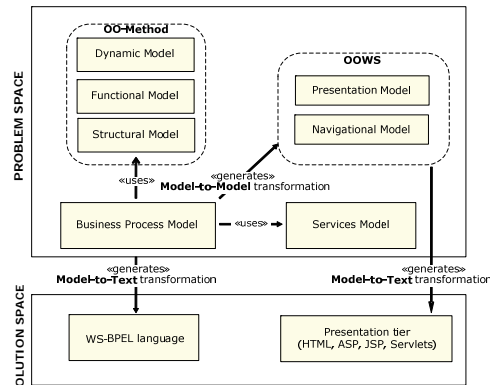 OO-Method
Dynamic Model
Functional Model
Structural Model
OOWS
Presentation Model
Navigational Model
PROBLEM SPACE
«uses»
«generates»
Model-to-Model transformation
Business Process Model
«uses»
Services Model
«generates»
Model-to-Text transformation
«generates»
Model-to-Text transformation
OLUTION SPACE
WS-BPEL language
Presentation tier
(HTML, ASP, JSP, Servlets)